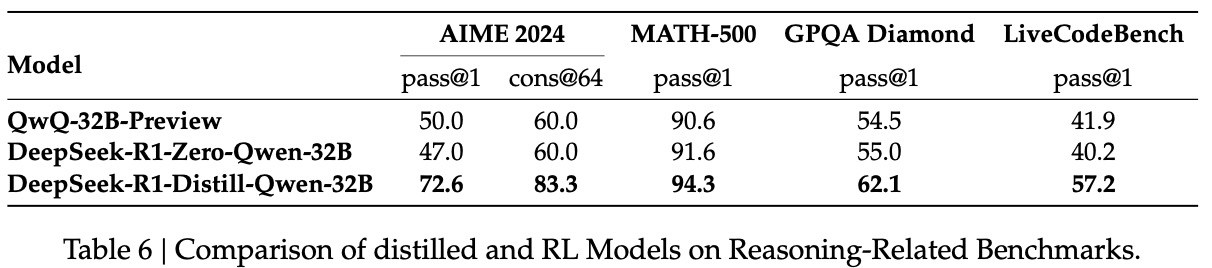 Model AIME 2024 MATH-500 GPQA Diamond LiveCodeBench
pass@1 cons@64 pass@1 pass@1 pass@1
QwQ-32B-Preview 50.0 60.0 90.6 54.5 41.9
DeepSeek-R1-Zero-Qwen-32B 47.0 60.0 91.6 55.0 40.2
DeepSeek-R1-Distill-Qwen-32B 72.6 83.3 94.3 62.1 57.2
Table 6 | Comparison of distilled and RL Models on Reasoning-Related Benchmarks.